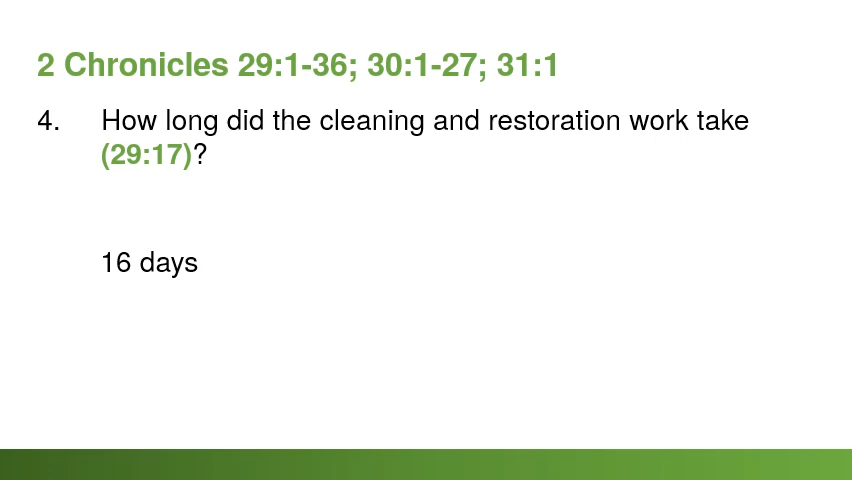 2 Chronicles 29:1-36; 30:1-27; 31:1
4. How long did the cleaning and restoration work take
(29:17)?
16 days